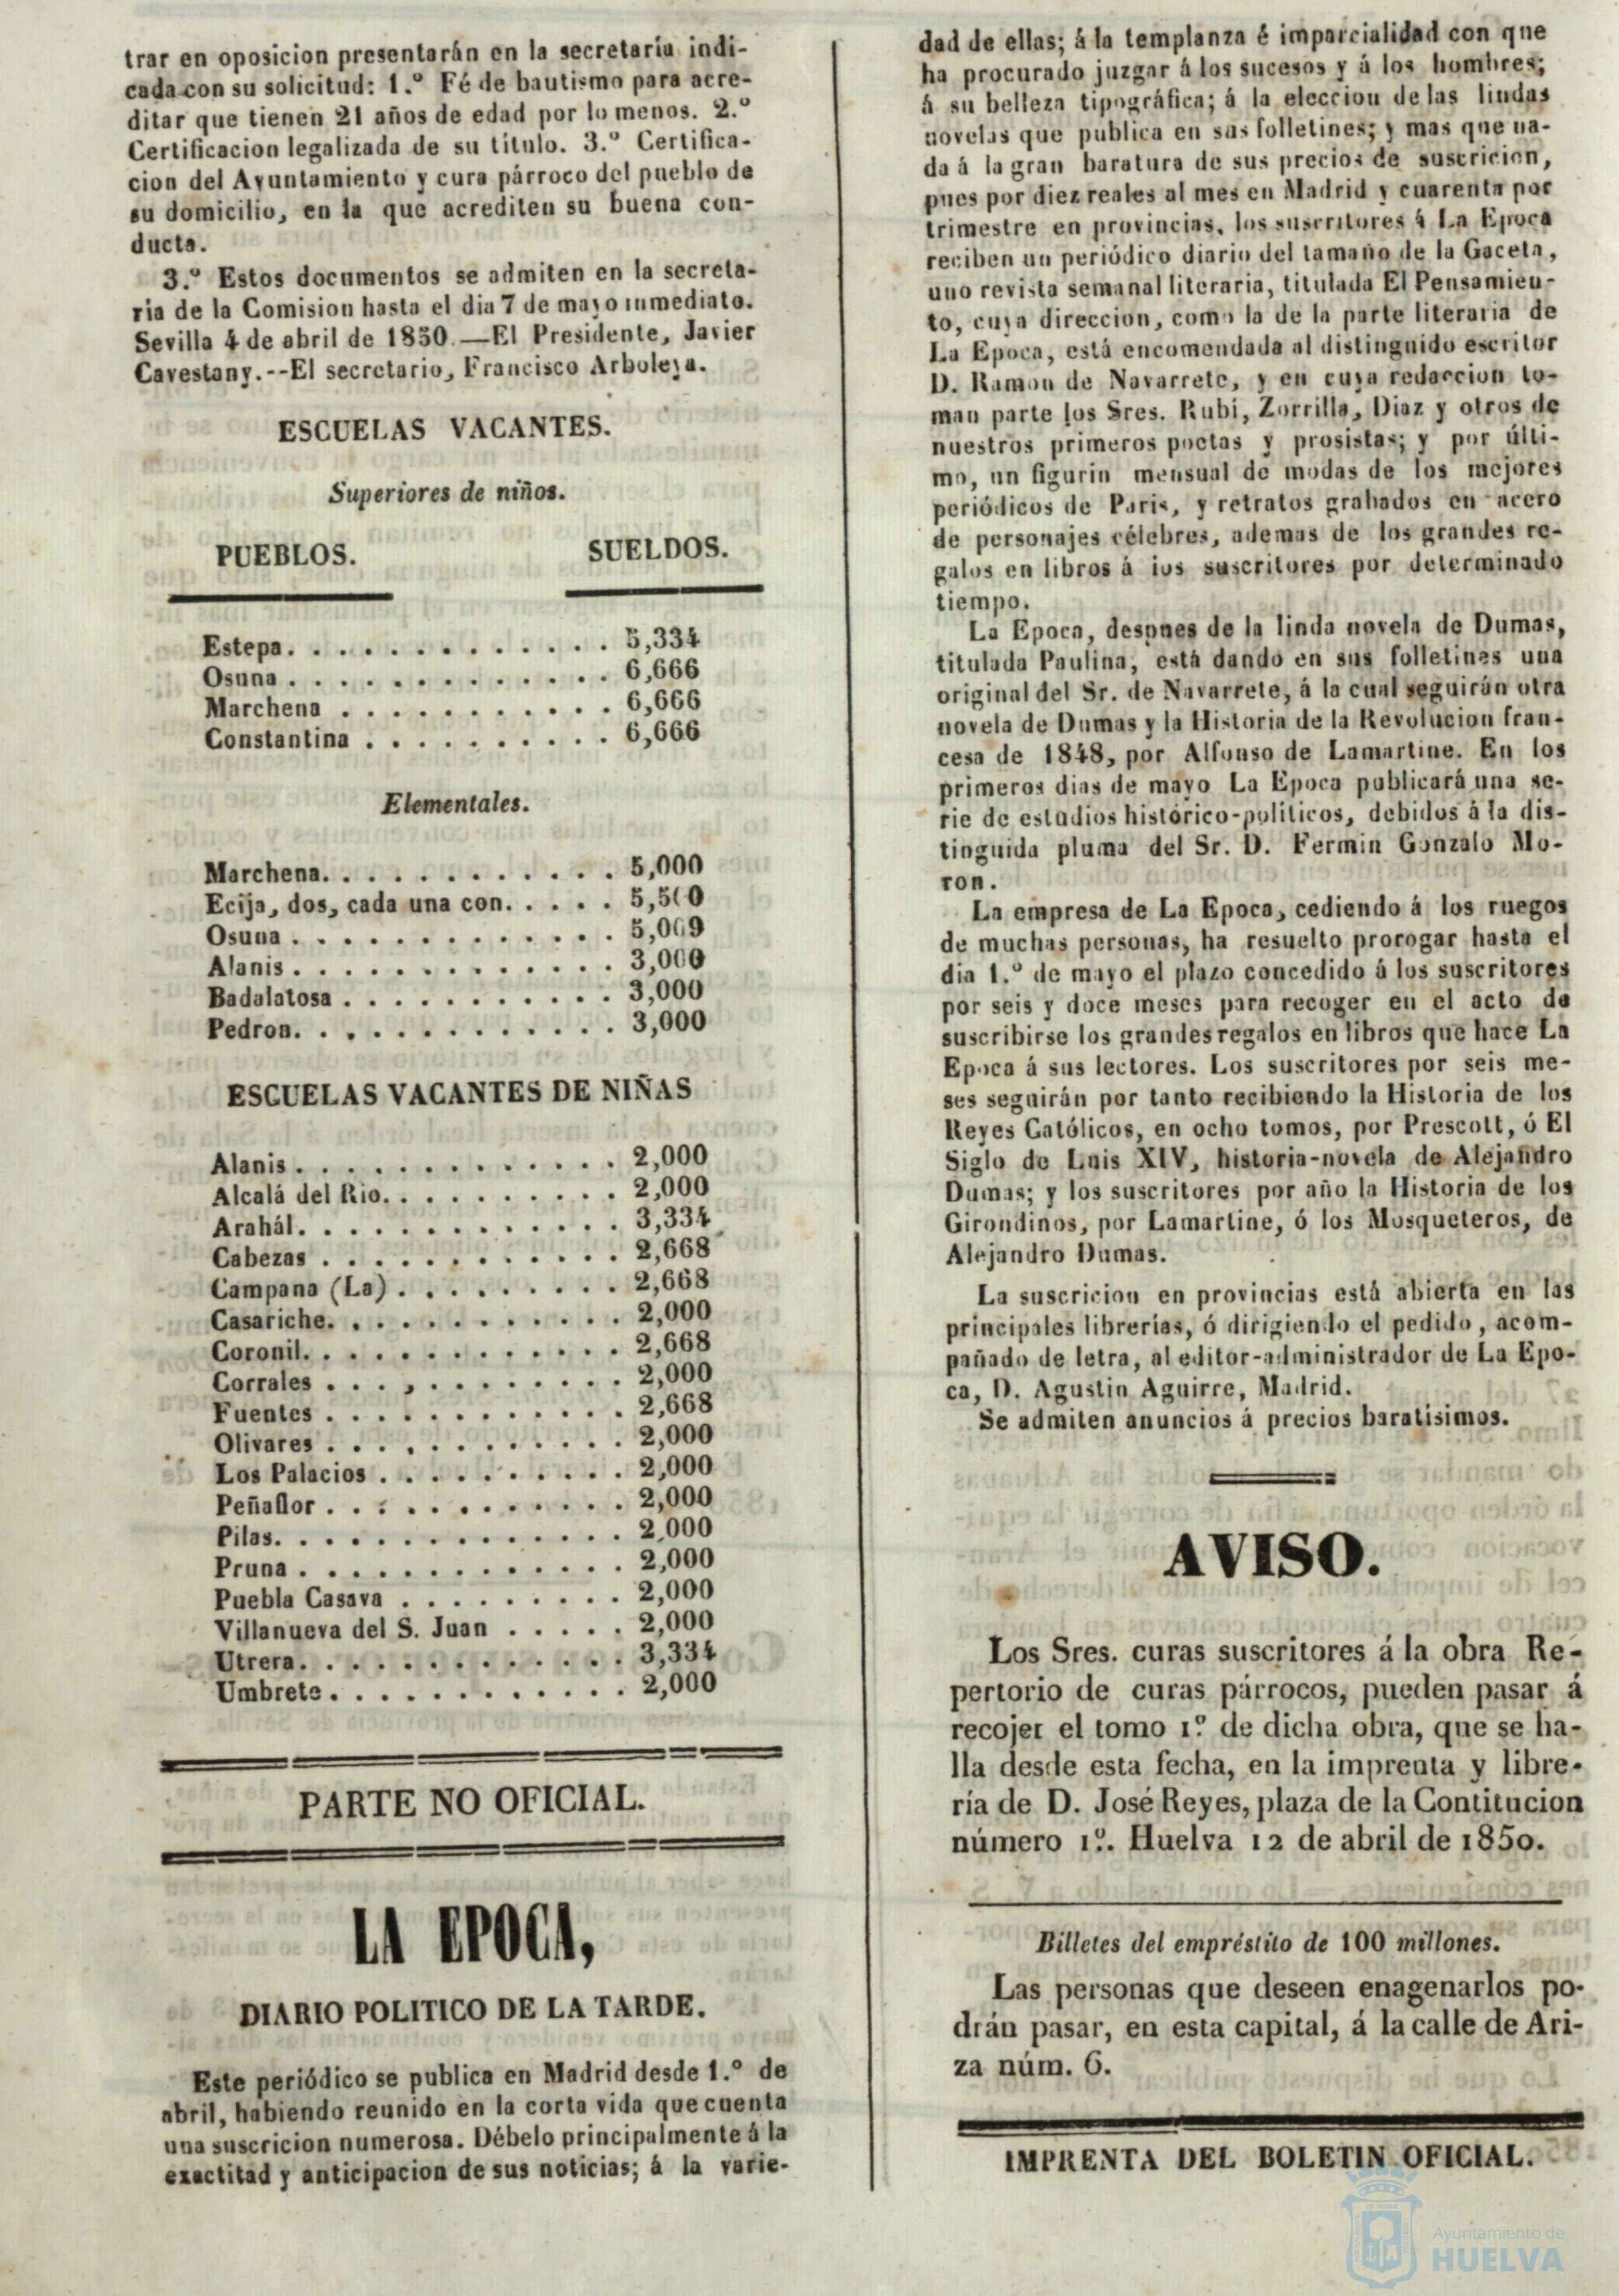 trar en oposicion presentarán en la secretaría indi-
cada con su solicitud: 1.º Fé de bautismo para acre-
ditar que tienen 21 años de edad por lo menos. 2.º
Certificacion legalizada de su título. 3.º Certifica-
cion del Ayuntamiento y cura párroco del pueblo de
su domicilio, en la que acrediten su buena con-
ducta.
3.º Estos documentos se admiten en la secreta-
ria de la Comision hasta el dia 7 de mayo inmediato.
Sevilla 4 de abril de 1850.—El Presidente, Javier
Cavestany.--El secretario, Francisco Arboleya.
ESCUELAS VACANTES.
Superiores de niños.
PUEBLOS. SUELDOS.
Estepa. . . . . . . . . . . . . 5,334
Osuna . . . . . . . . . . . . . 6,666
Marchena . . . . . . . . . . . 6,666
Constantina . . . . . . . . . . 6,666
Elementales.
Marchena. . . . . . . . . . . . 5,000
Ecija, dos, cada una con. . . . . 5,500
Osuna . . . . . . . . . . . . . 5,009
Alanis . . . . . . . . . . . . . 3,000
Badalatosa . . . . . . . . . . . 3,000
Pedron. . . . . . . . . . . . . 3,000
ESCUELAS VACANTES DE NIÑAS
Alanis . . . . . . . . . . . . . 2,000
Alcalá del Rio. . . . . . . . . . 2,000
Arahál. . . . . . . . . . . . . 3,334
Cabezas . . . . . . . . . . . . 2,668
Campana (La) . . . . . . . . . 2,668
Casariche. . . . . . . . . . . . 2,000
Coronil. . . . . . . . . . . . . 2,668
Corrales . . . . . . . . . . . . 2,000
Fuentes . . . . . . . . . . . . 2,668
Olivares . . . . . . . . . . . . 2,000
Los Palacios . . . . . . . . . . 2,000
Peñaflor . . . . . . . . . . . . 2,000
Pilas. . . . . . . . . . . . . . 2,000
Pruna . . . . . . . . . . . . . 2,000
Puebla Casava . . . . . . . . . 2,000
Villanueva del S. Juan . . . . . 2,000
Utrera. . . . . . . . . . . . . 3,334
Umbrete . . . . . . . . . . . . 2,000
PARTE NO OFICIAL.
LA EPOCA,
DIARIO POLITICO DE LA TARDE.
Este periódico se publica en Madrid desde 1.º de
abril, habiendo reunido en la corta vida que cuenta
una suscricion numerosa. Débelo principalmente á la
exactitad y anticipacion de sus noticias; á la varie-
dad de ellas; á la templanza é imparcialidad con que
ha procurado juzgar á los sucesos y á los hombres;
á su belleza tipográfica; á la eleccion de las lindas
novelas que publica en sus folletines; y mas que na-
da á la gran baratura de sus precios de suscricion,
pues por diez reales al mes en Madrid y cuarenta por
trimestre en provincias, los suscritores á La Epoca
reciben un periódico diario del tamaño de la Gaceta,
uno revista semanal literaria, titulada El Pensamien-
to, cuya direccion, como la de la parte literaria de
La Epoca, está encomendada al distinguido escritor
D. Ramon de Navarrete, y en cuya redaccion to-
man parte los Sres. Rubí, Zorrilla, Diaz y otros de
nuestros primeros poetas y prosistas; y por últi-
mo, un figurin mensual de modas de los mejores
periódicos de Paris, y retratos grabados en acero
de personajes célebres, ademas de los grandes re-
galos en libros á los suscritores por determinado
tiempo.
La Epoca, despues de la linda novela de Dumas,
titulada Paulina, está dando en sus folletines una
original del Sr. de Navarrete, á la cual seguirán otra
novela de Dumas y la Historia de la Revolucion fran-
cesa de 1848, por Alfonso de Lamartine. En los
primeros dias de mayo La Epoca publicará una se-
rie de estudios histórico-políticos, debidos á la dis-
tinguida pluma del Sr. D. Fermin Gonzalo Mo-
ron.
La empresa de La Epoca, cediendo á los ruegos
de muchas personas, ha resuelto prorogar hasta el
dia 1.º de mayo el plazo concedido á los suscritores
por seis y doce meses para recoger en el acto de
suscribirse los grandes regalos en libros que hace La
Epoca á sus lectores. Los suscritores por seis me-
ses seguirán por tanto recibiendo la Historia de los
Reyes Católicos, en ocho tomos, por Prescott, ó El
Siglo de Luis XIV, historia-novela de Alejandro
Dumas; y los suscritores por año la Historia de los
Girondinos, por Lamartine, ó los Mosqueteros, de
Alejandro Dumas.
La suscricion en provincias está abierta en las
principales librerías, ó dirigiendo el pedido, acom-
pañado de letra, al editor-administrador de La Epo-
ca, D. Agustin Aguirre, Madrid.
Se admiten anuncios á precios baratísimos.
AVISO.
Los Sres. curas suscritores á la obra Re-
pertorio de curas párrocos, pueden pasar á
recojer el tomo 1º. de dicha obra, que se ha-
lla desde esta fecha, en la imprenta y libre-
ría de D. José Reyes, plaza de la Contitucion
número 1º. Huelva 12 de abril de 1850.
Billetes del empréstito de 100 millones.
Las personas que deseen enagenarlos po-
drán pasar, en esta capital, á la calle de Ari-
za núm. 6.
IMPRENTA DEL BOLETIN OFICIAL.
Ayuntamiento de
HUELVA